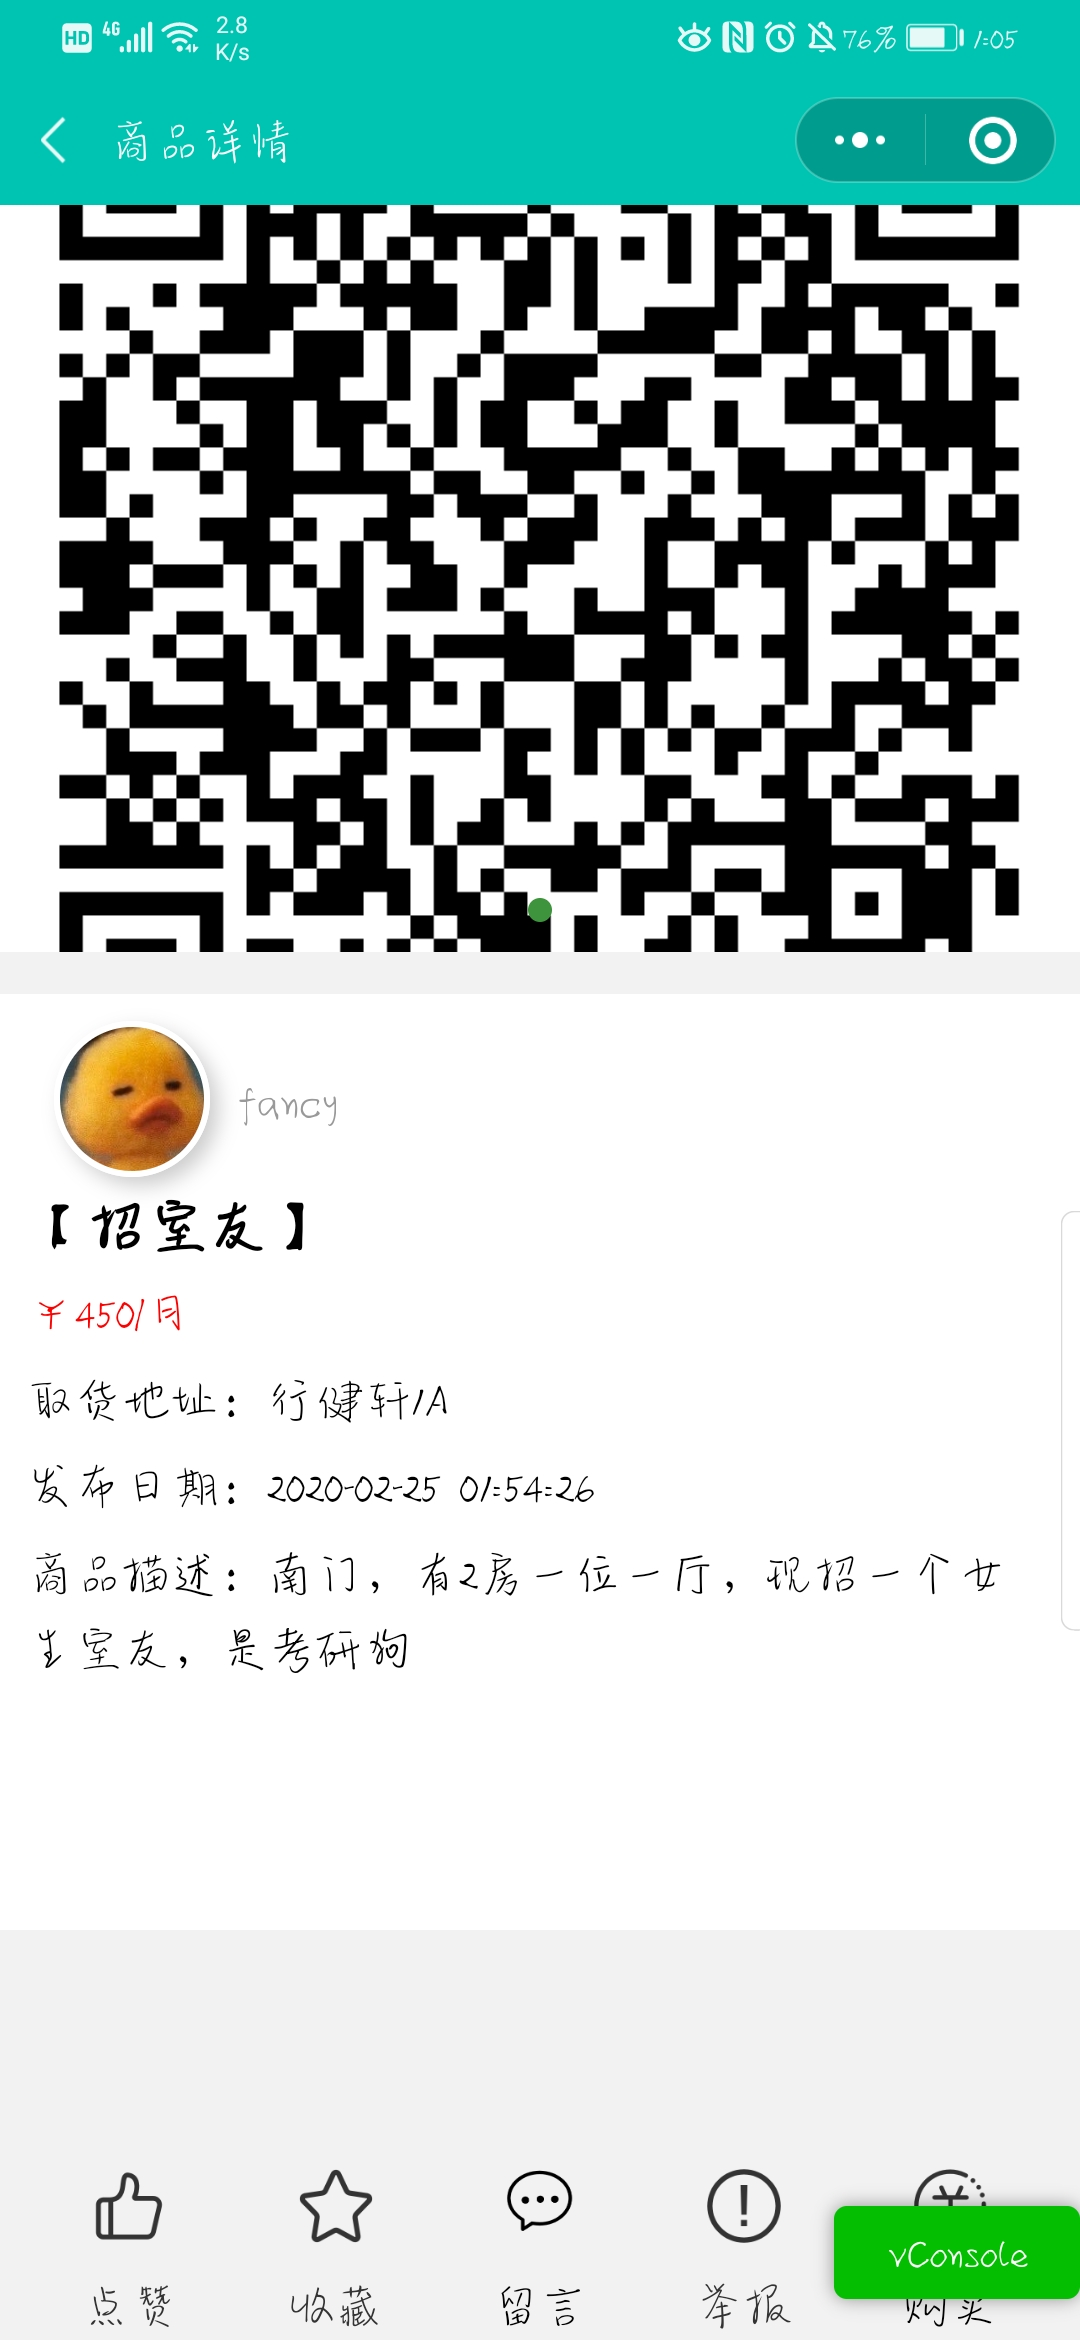 HD 4G 2.8 K/s 76% 1:05
商品详情
fancy
【招室友】
￥450/月
取货地址：行健轩1A
发布日期：2020-02-25 01:54:26
商品描述：南门，有2房一位一厅，现招一个女
生室友，是考研狗
vConsole
点赞 收藏 留言 举报 购买